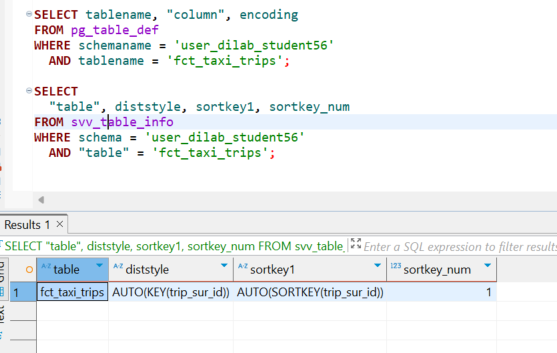 SELECT tablename, "column", encoding
FROM pg_table_def
WHERE schemaname = 'user_dilab_student56'
AND tablename = 'fct_taxi_trips';
SELECT
"table", diststyle, sortkey1, sortkey_num
FROM svv_table_info
WHERE schema = 'user_dilab_student56'
AND "table" = 'fct_taxi_trips';
Results 1
SELECT "table", diststyle, sortkey1, sortkey_num FROM svv_table_
Enter a SQL expression to filter results
A-Z table A-Z diststyle A-Z sortkey1 123 sortkey_num
1 fct_taxi_trips AUTO(KEY(trip_sur_id)) AUTO(SORTKEY(trip_sur_id)) 1